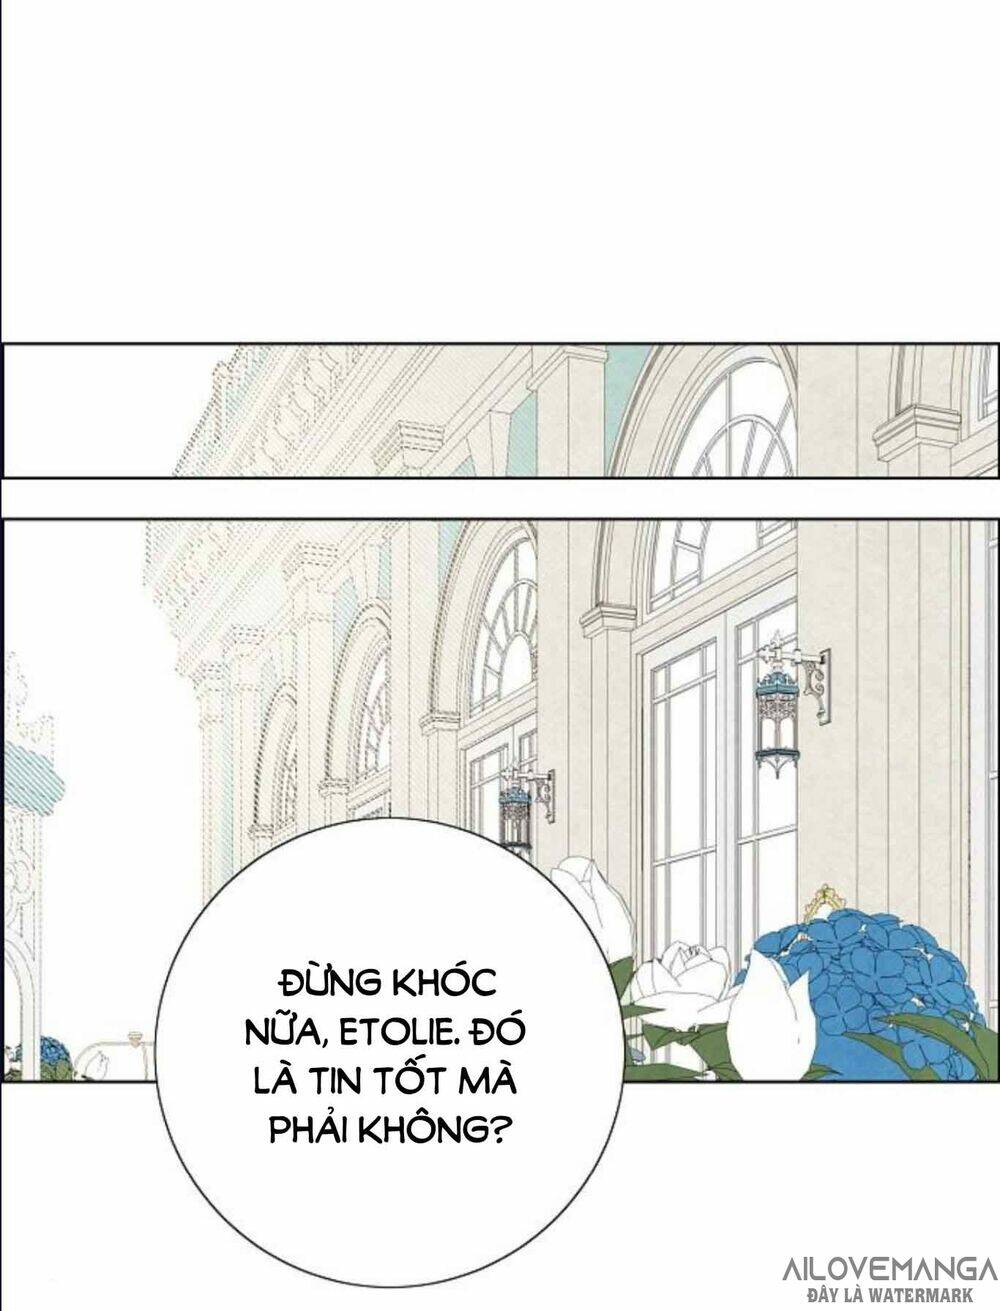 ĐỪNG KHÓC
NỮA, ETOLIE. ĐÓ
LÀ TIN TỐT MÀ
PHẢI KHÔNG?
AILOVEMANGA
ĐÂY LÀ WATERMARK